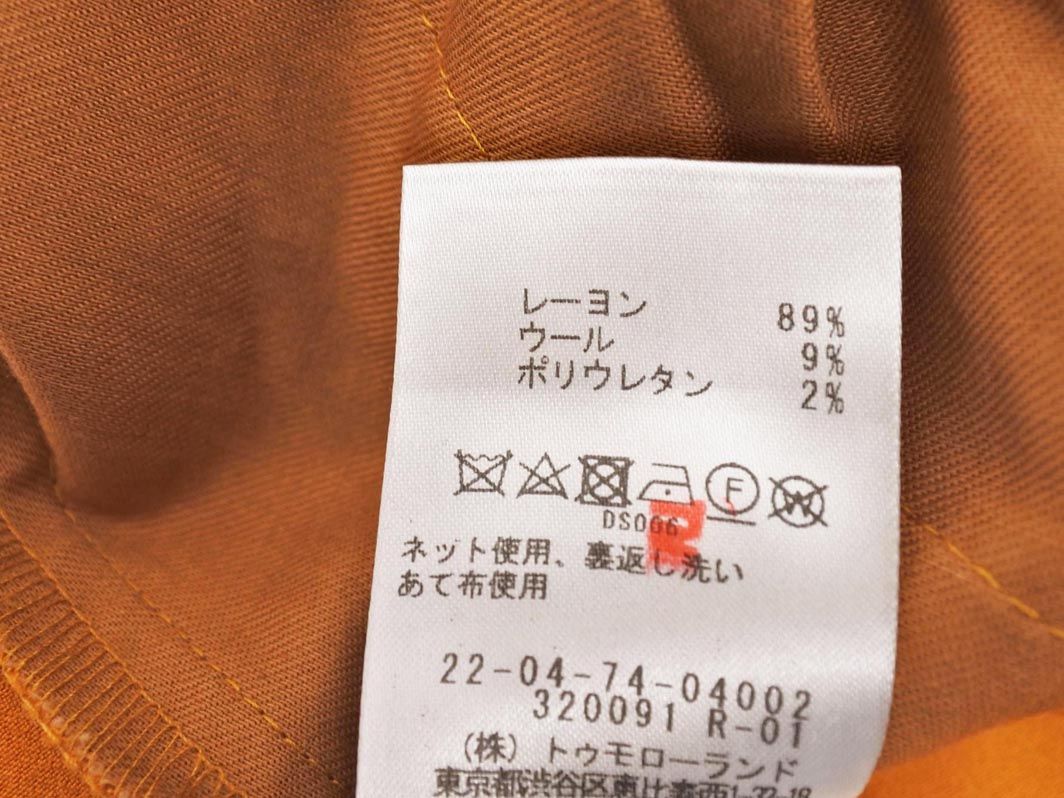 レーヨン 89%
ウール 9%
ポリウレタン 2%
F W
DS006
ネット使用、裏返し洗い
あて布使用
22-04-74-04002
320091 R-01
(株) トゥモローランド
東京都渋谷区恵比寿西1-22-18